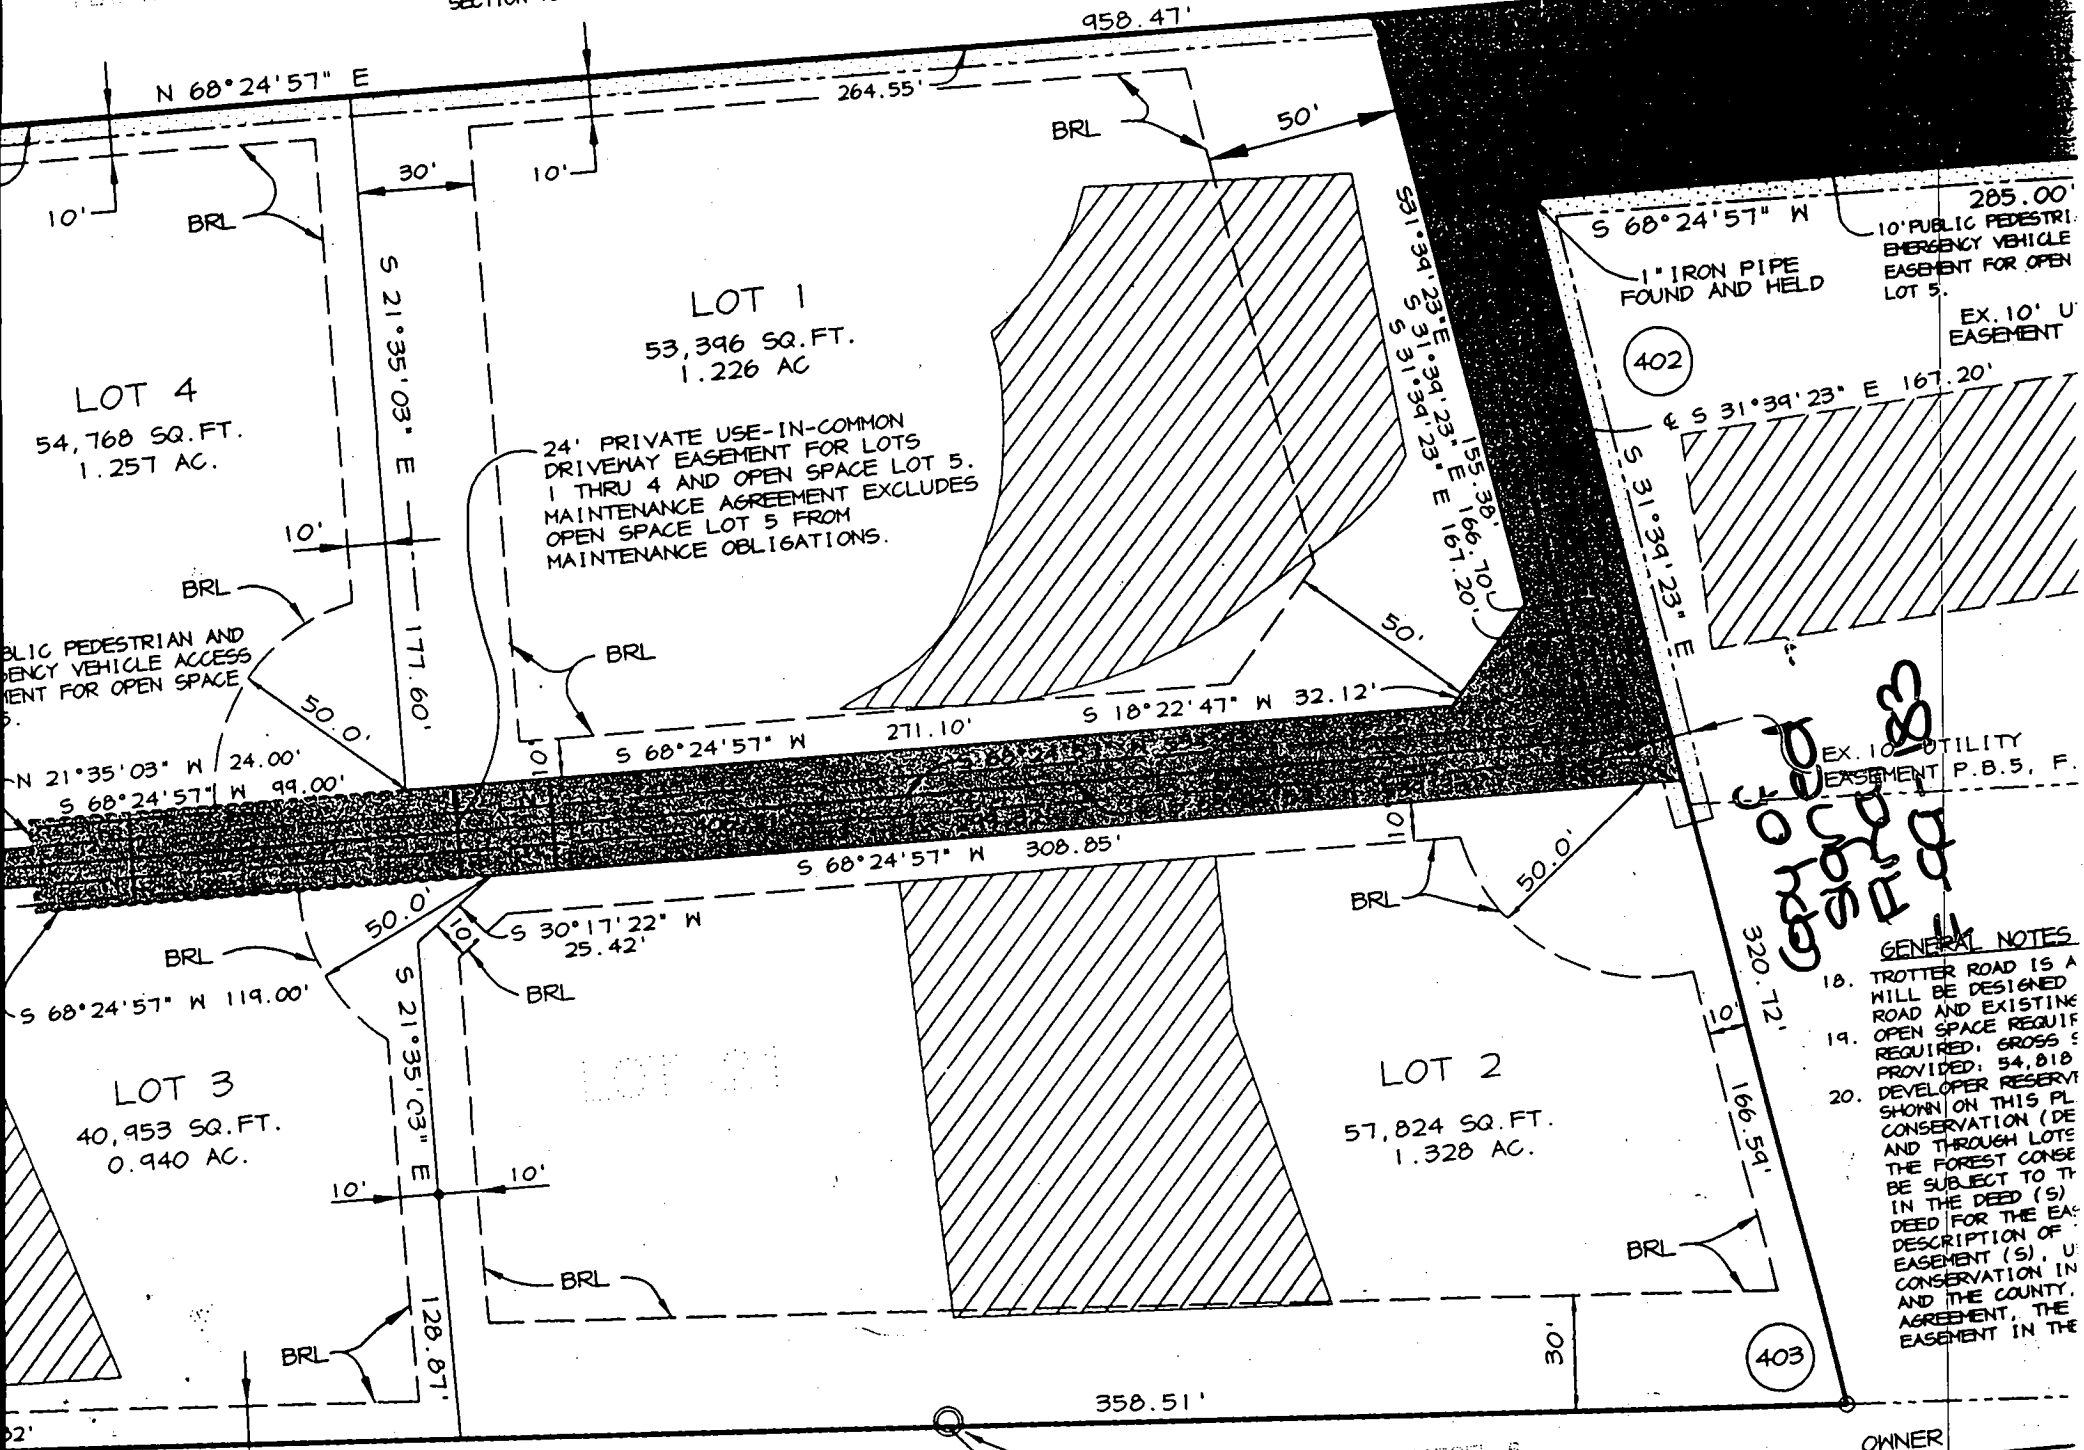 958.47'
N 68°24'57" E
264.55'
BRL
50'
10'
30'
10'
BRL
285.00'
S 68°24'57" W
10' PUBLIC PEDESTRI
EMERGENCY VEHICLE
EASEMENT FOR OPEN
LOT 5.
1" IRON PIPE
FOUND AND HELD
EX. 10' U
EASEMENT
402
℄ S 31°39'23" E 167.20'
S 31°39'23" E
S 21°35'03" E
177.60'
LOT 1
53,396 SQ.FT.
1.226 AC
S31°39'23"E 155.38'
S 31°39'23" E 166.70'
S 31°39'23" E 167.20'
LOT 4
54,768 SQ.FT.
1.257 AC.
24' PRIVATE USE-IN-COMMON
DRIVEWAY EASEMENT FOR LOTS
1 THRU 4 AND OPEN SPACE LOT 5.
MAINTENANCE AGREEMENT EXCLUDES
OPEN SPACE LOT 5 FROM
MAINTENANCE OBLIGATIONS.
10'
BRL
BLIC PEDESTRIAN AND
GENCY VEHICLE ACCESS
MENT FOR OPEN SPACE
5.
50.0'
BRL
50'
N 21°35'03" W 24.00'
S 68°24'57" W 99.00'
10'
S 68°24'57" W 271.10'
S 18°22'47" W 32.12'
EX. 10' UTILITY
EASEMENT P.B.5, F.
Signed
S 68°24'57" W 308.85'
10'
50.0'
BRL
50.0'
10'
S 30°17'22" W
25.42'
BRL
BRL
S 68°24'57" W 119.00'
320.72'
10'
166.59'
GENERAL NOTES
18. TROTTER ROAD IS A
WILL BE DESIGNED
ROAD AND EXISTING
19. OPEN SPACE REQUIR
REQUIRED, GROSS S
PROVIDED: 54,818
20. DEVELOPER RESERVE
SHOWN ON THIS PL
CONSERVATION (DE
AND THROUGH LOTS
THE FOREST CONSE
BE SUBJECT TO TH
IN THE DEED (S)
DEED FOR THE EAS
DESCRIPTION OF
EASEMENT (S), U
CONSERVATION IN
AND THE COUNTY.
AGREEMENT, THE
EASEMENT IN THE
LOT 3
40,953 SQ.FT.
0.940 AC.
S 21°35'03" E
128.87'
LOT 21
LOT 2
57,824 SQ.FT.
1.328 AC.
10'
10'
BRL
BRL
BRL
30'
403
358.51'
32'
OWNER